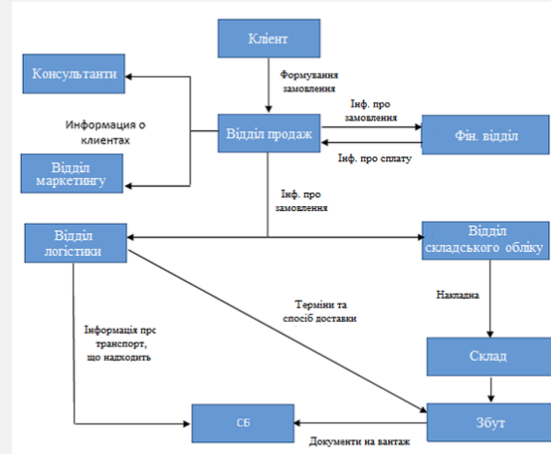 Клієнт
Консультанти
Формування
замовлення
Інф. про
замовлення
Информация о
клиентах
Відділ продаж
Фін. відділ
Інф. про сплату
Відділ
маркетингу
Інф. про
замовлення
Відділ
логістики
Відділ
складського обліку
Терміни та
спосіб доставки
Накладна
Інформація прс
транспорт,
що надходить
Склад
СБ
Збут
Документи на вантаж